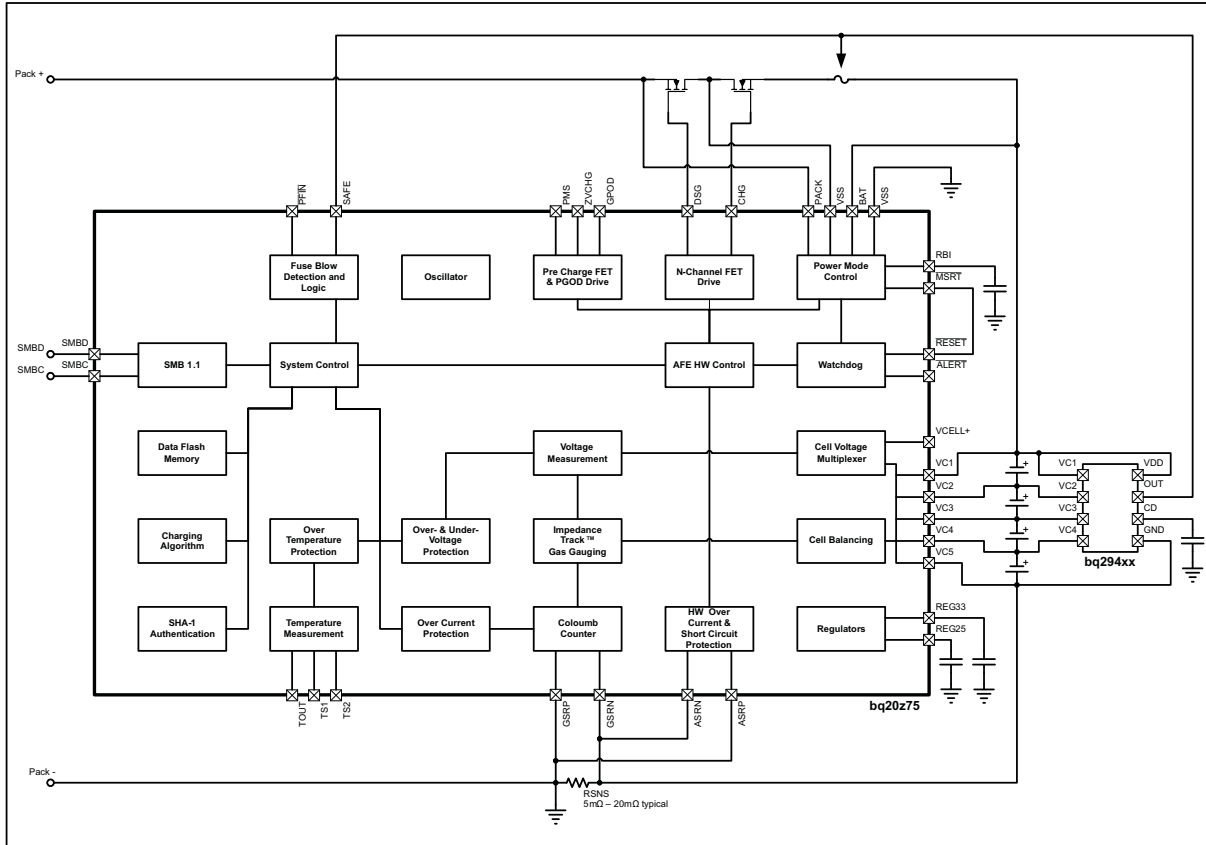 Pack +
PFIN
SAFE
PMS
ZVCHG
GPOD
DSG
CHG
PACK
VSS
BAT
VSS
Fuse Blow
Detection and
Logic
Oscillator
Pre Charge FET
& PGOD Drive
N-Channel FET
Drive
Power Mode
Control
RBI
MSRT
SMBD
SMBD
SMBC
SMBC
SMB 1.1
System Control
AFE HW Control
Watchdog
RESET
ALERT
Data Flash
Memory
Voltage
Measurement
Cell Voltage
Multiplexer
VCELL+
VC1
VC2
VC3
VC4
VC5
+
+
+
+
VC1
VC2
VC3
VC4
VDD
OUT
CD
GND
bq294xx
Charging
Algorithm
Over
Temperature
Protection
Over- & Under-
Voltage
Protection
Impedance
Track™
Gas Gauging
Cell Balancing
SHA-1
Authentication
Temperature
Measurement
Over Current
Protection
Coloumb
Counter
HW Over
Current &
Short Circuit
Protection
Regulators
REG33
REG25
TOUT
TS1
TS2
GSRP
GSRN
ASRN
ASRP
bq20z75
Pack -
RSNS
5mΩ – 20mΩ typical